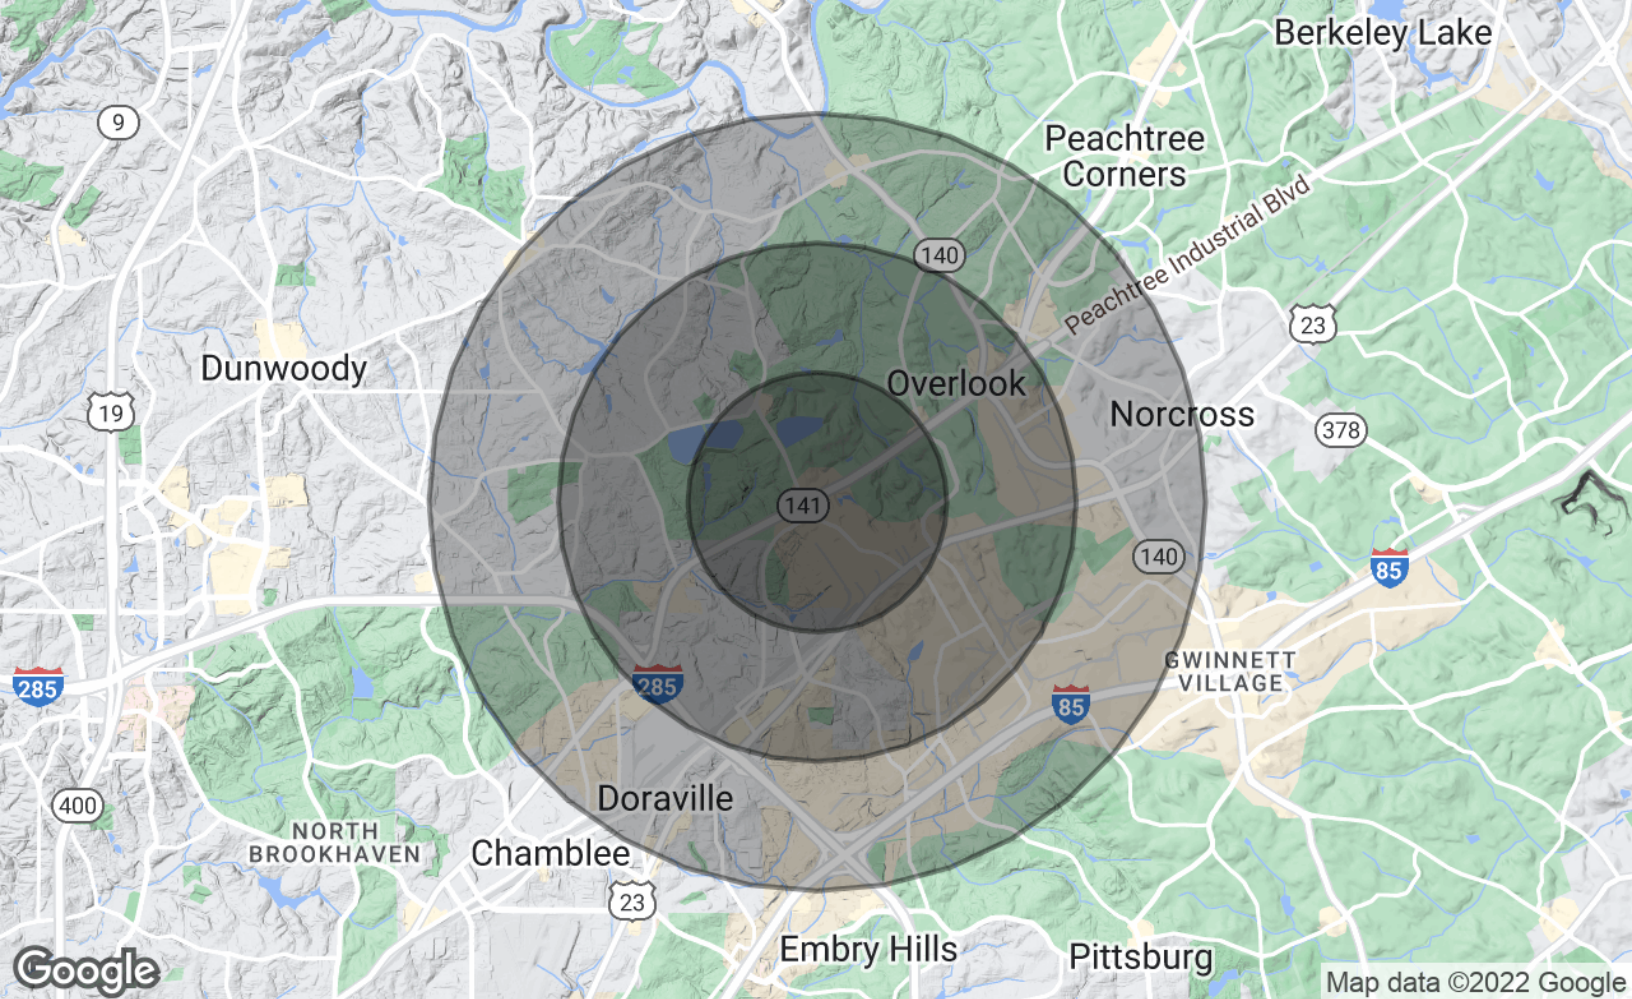 Berkeley Lake
9
Peachtree
Corners
Peachtree Industrial Blvd
140
23
Dunwoody
Overlook
19
Norcross
378
141
140
85
GWINNETT
VILLAGE
285
285
85
Doraville
400
NORTH
BROOKHAVEN
Chamblee
23
Embry Hills
Pittsburg
Google
Map data ©2022 Google